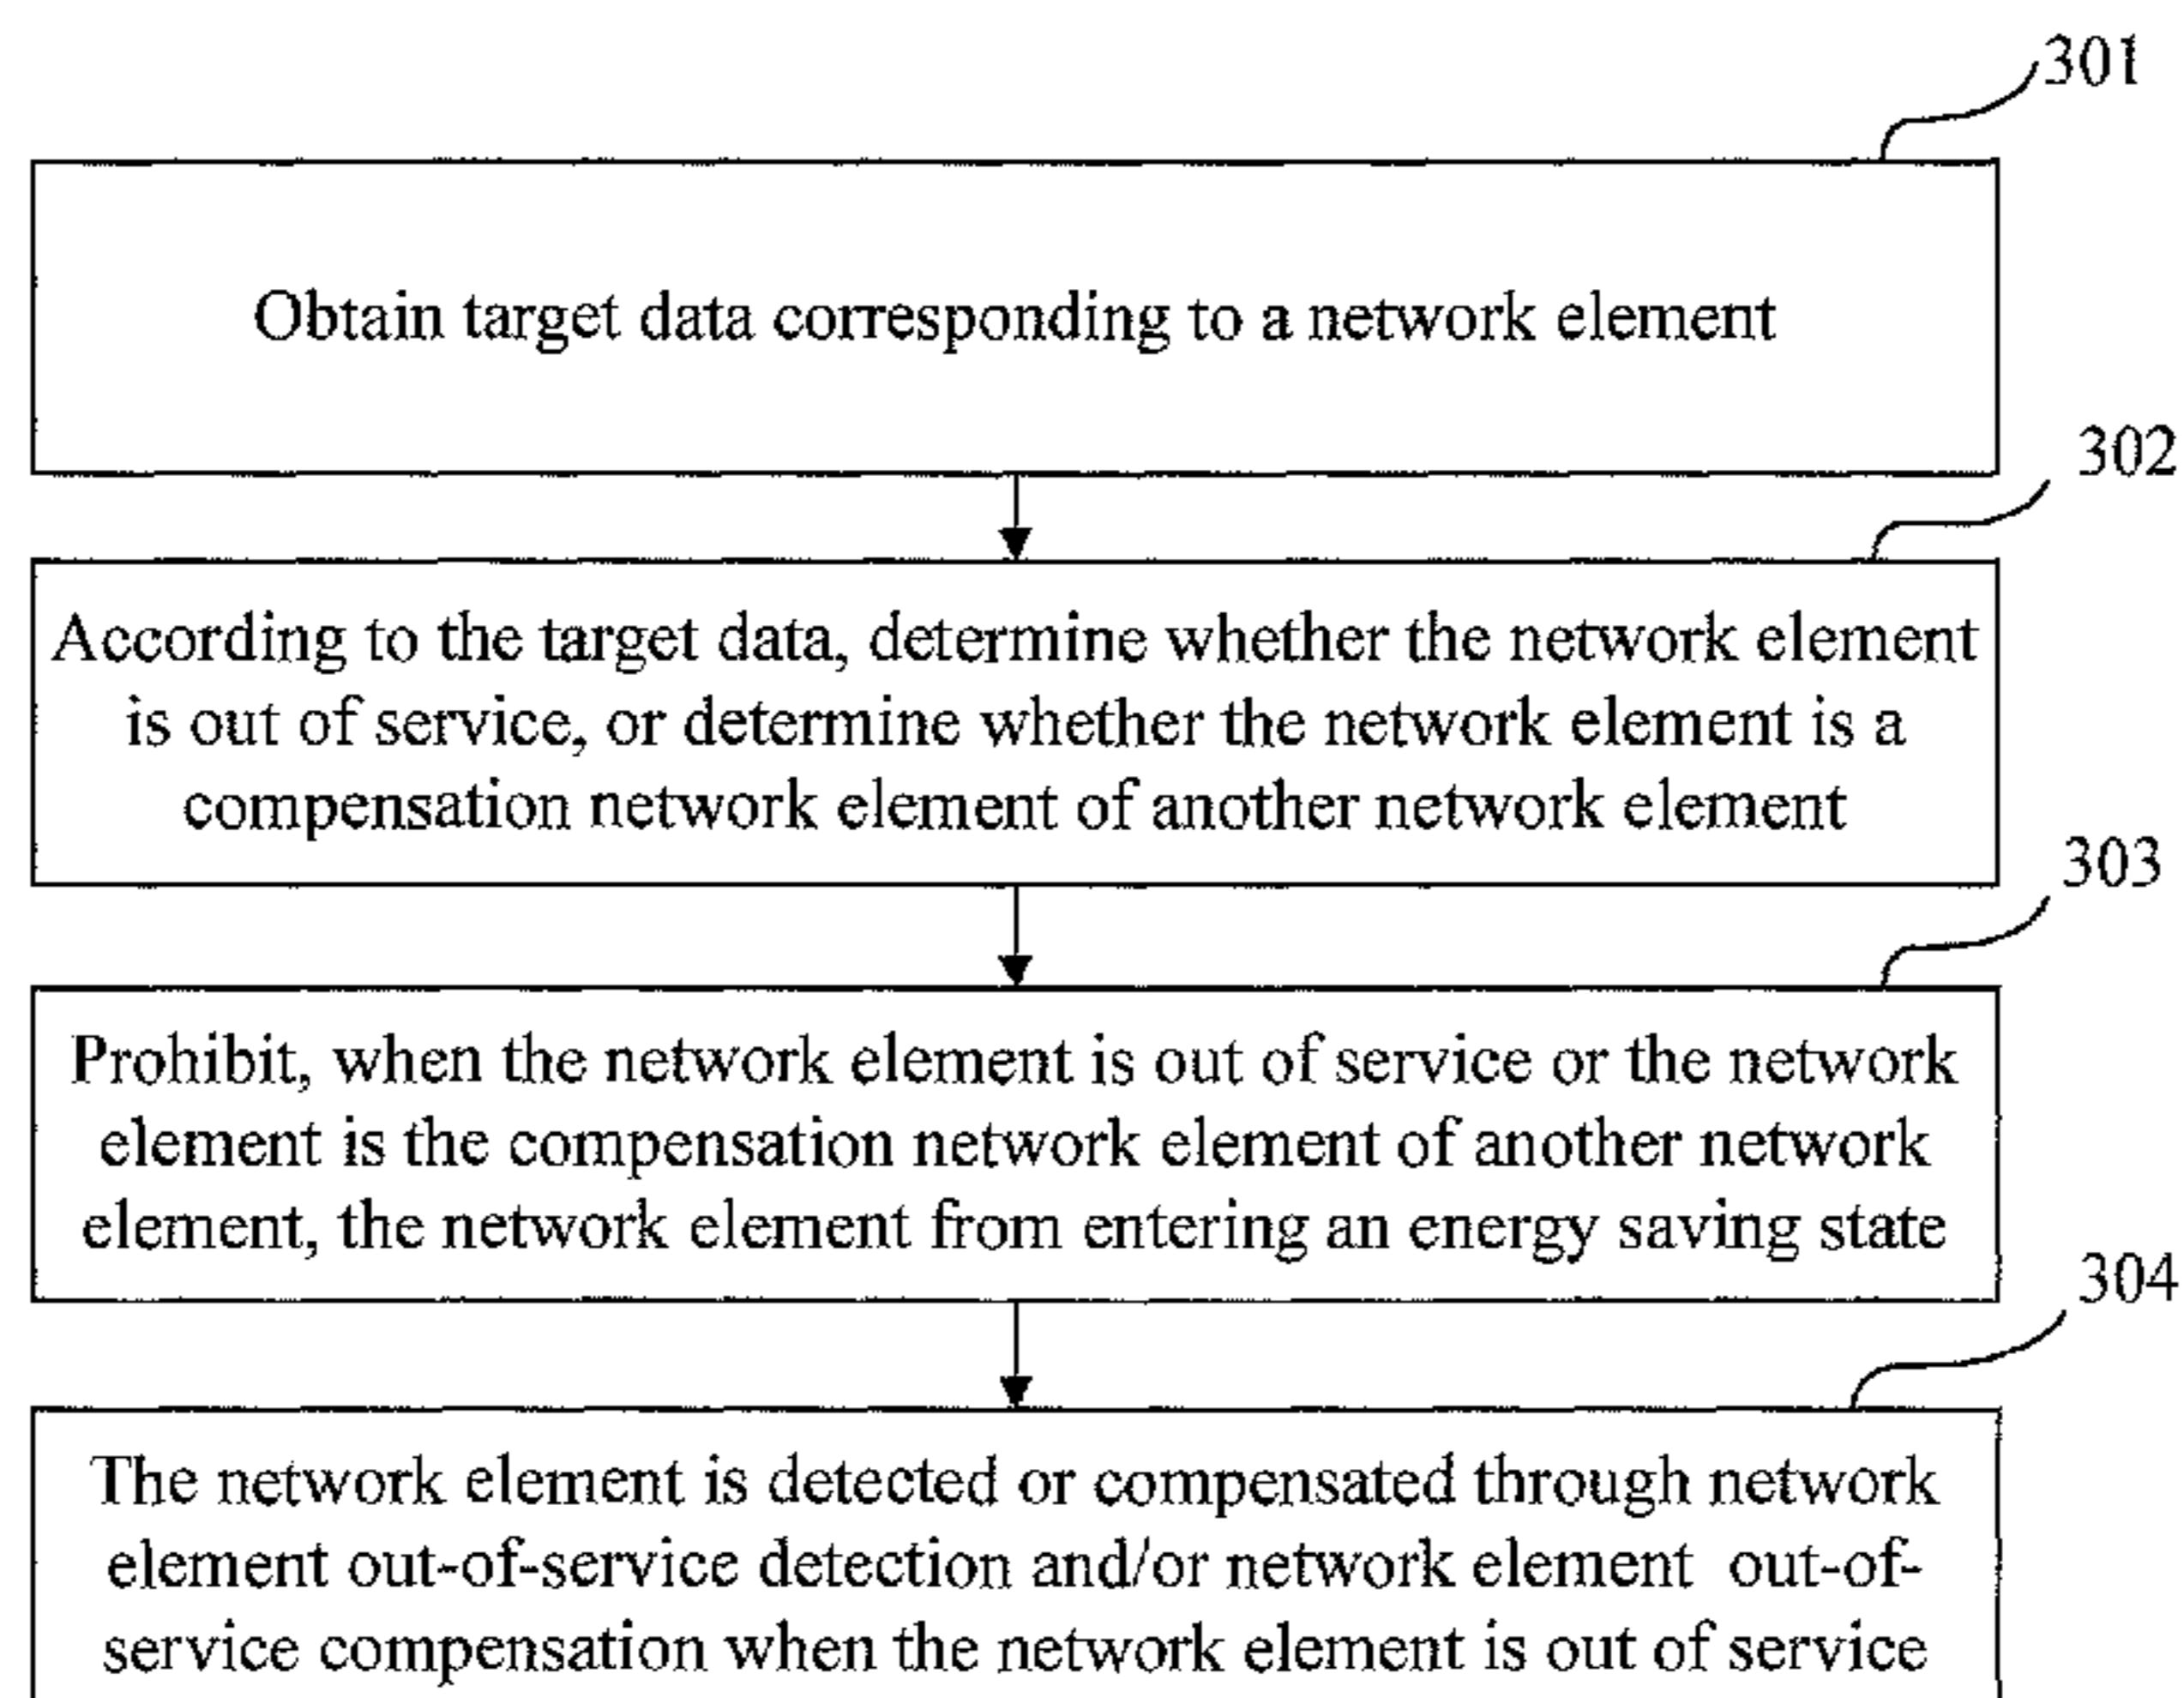 301
Obtain target data corresponding to a network element
302
According to the target data, determine whether the network element
is out of service, or determine whether the network element is a
compensation network element of another network element
303
Prohibit, when the network element is out of service or the network
element is the compensation network element of another network
element, the network element from entering an energy saving state
304
The network element is detected or compensated through network
element out-of-service detection and/or network element out-of-
service compensation when the network element is out of service